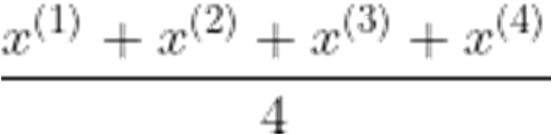 x^{(1)} + x^{(2)} + x^{(3)} + x^{(4)}
4